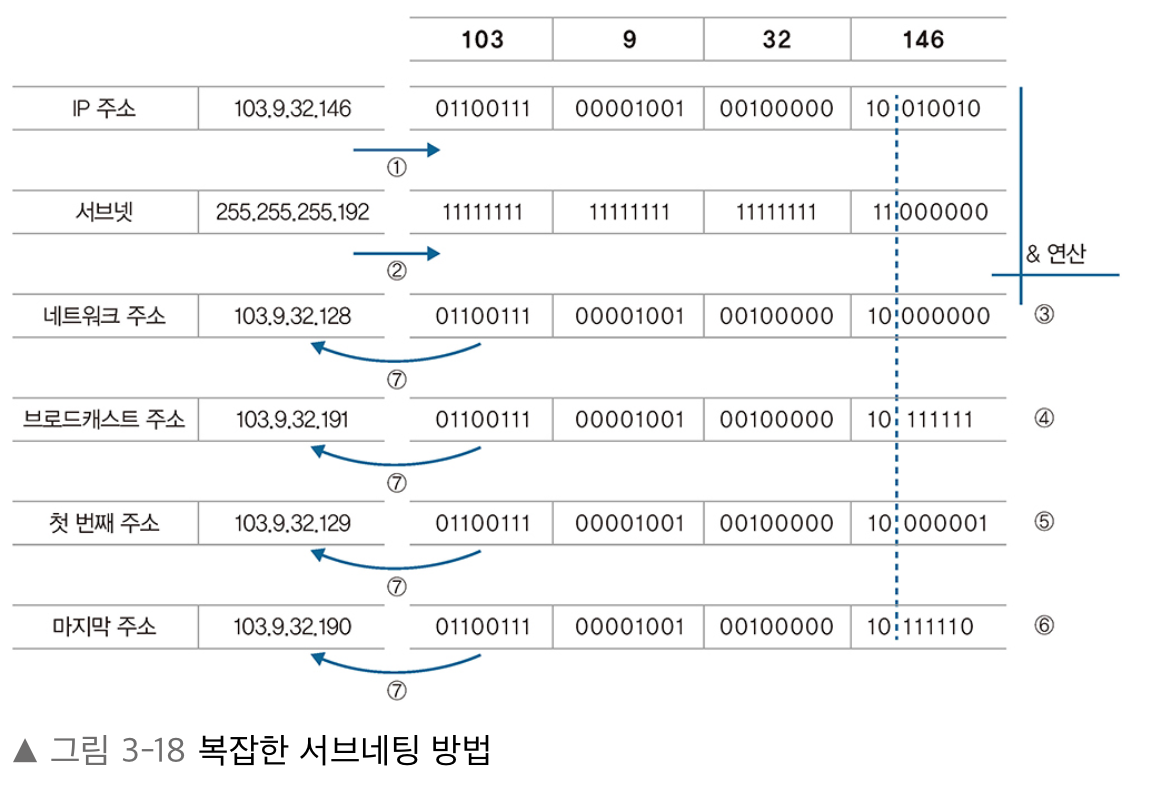 103 9 32 146
IP 주소 103.9.32.146 01100111 00001001 00100000 10 010010
①
서브넷 255.255.255.192 11111111 11111111 11111111 11 000000
② & 연산
네트워크 주소 103.9.32.128 01100111 00001001 00100000 10 000000 ③
⑦
브로드캐스트 주소 103.9.32.191 01100111 00001001 00100000 10 111111 ④
⑦
첫 번째 주소 103.9.32.129 01100111 00001001 00100000 10 000001 ⑤
⑦
마지막 주소 103.9.32.190 01100111 00001001 00100000 10 111110 ⑥
⑦
▲ 그림 3-18 복잡한 서브네팅 방법